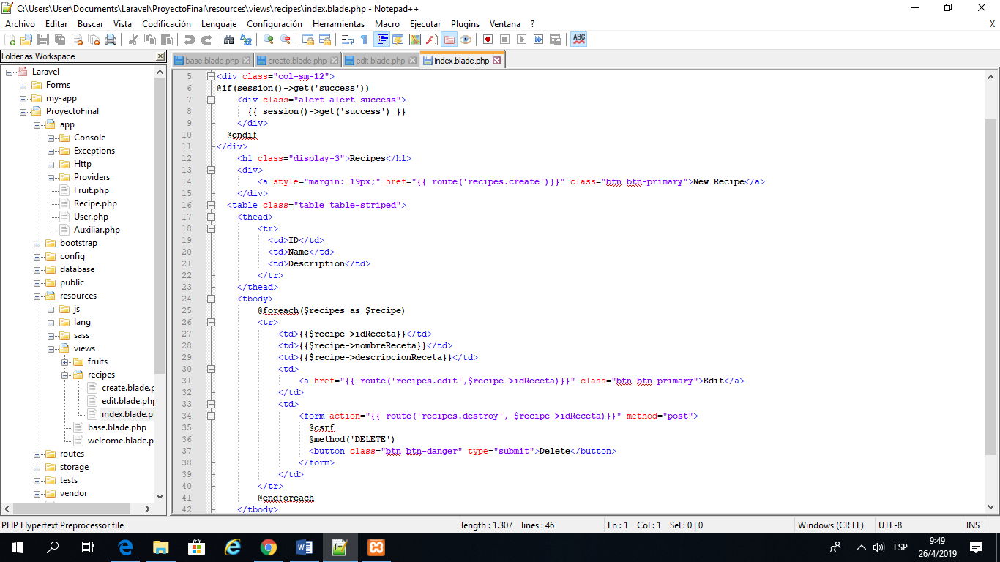 C:\Users\User\Documents\Laravel\ProyectoFinal\resources\views\recipes\index.blade.php - Notepad++
Archivo Editar Buscar Vista Codificación Lenguaje Configuración Herramientas Macro Ejecutar Plugins Ventana ? X
ABC
Folder as Workspace
base.blade.php create.blade.php edit.blade.php index.blade.php
Laravel
Forms
my-app
ProyectoFinal
app
Console
Exceptions
Http
Providers
Fruit.php
Recipe.php
User.php
Auxiliar.php
bootstrap
config
database
public
resources
js
lang
sass
views
fruits
recipes
create.blade.p
edit.blade.php
index.blade.p
base.blade.php
welcome.blade.p
routes
storage
tests
vendor
5 <div class="col-sm-12">
6 @if(session()->get('success'))
7 <div class="alert alert-success">
8 {{ session()->get('success') }}
9 </div>
10 @endif
11 </div>
12 <h1 class="display-3">Recipes</h1>
13 <div>
14 <a style="margin: 19px;" href="{{ route('recipes.create')}}" class="btn btn-primary">New Recipe</a>
15 </div>
16 <table class="table table-striped">
17 <thead>
18 <tr>
19 <td>ID</td>
20 <td>Name</td>
21 <td>Description</td>
22 </tr>
23 </thead>
24 <tbody>
25 @foreach($recipes as $recipe)
26 <tr>
27 <td>{{$recipe->idReceta}}</td>
28 <td>{{$recipe->nombreReceta}}</td>
29 <td>{{$recipe->descripcionReceta}}</td>
30 <td>
31 <a href="{{ route('recipes.edit',$recipe->idReceta)}}" class="btn btn-primary">Edit</a>
32 </td>
33 <td>
34 <form action="{{ route('recipes.destroy', $recipe->idReceta)}}" method="post">
35 @csrf
36 @method('DELETE')
37 <button class="btn btn-danger" type="submit">Delete</button>
38 </form>
39 </td>
40 </tr>
41 @endforeach
42 </tbody>
PHP Hypertext Preprocessor file length : 1.307 lines : 46 Ln : 1 Col : 1 Sel : 0 | 0 Windows (CR LF) UTF-8 INS
ESP
9:49
26/4/2019